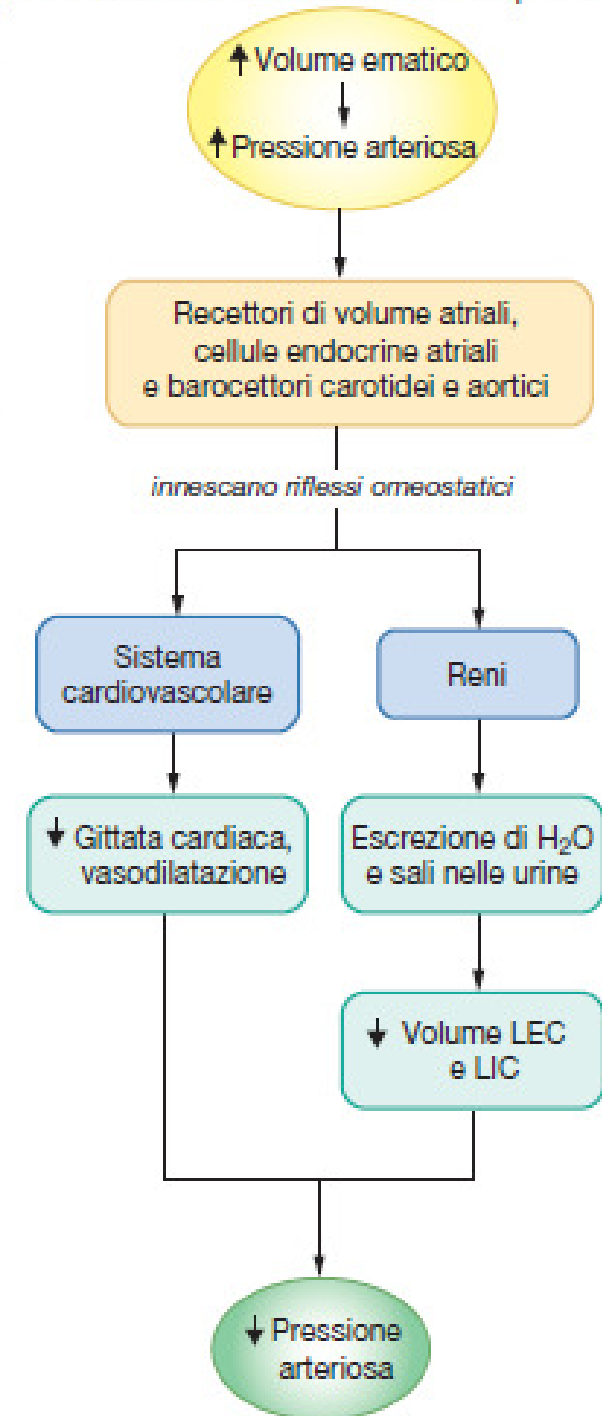 ↑ Volume ematico
↑ Pressione arteriosa
Recettori di volume atriali,
cellule endocrine atriali
e barocettori carotidei e aortici
innescano riflessi omeostatici
Sistema
cardiovascolare
Reni
↓ Gittata cardiaca,
vasodilatazione
Escrezione di H₂O
e sali nelle urine
↓ Volume LEC
e LIC
↓ Pressione
arteriosa